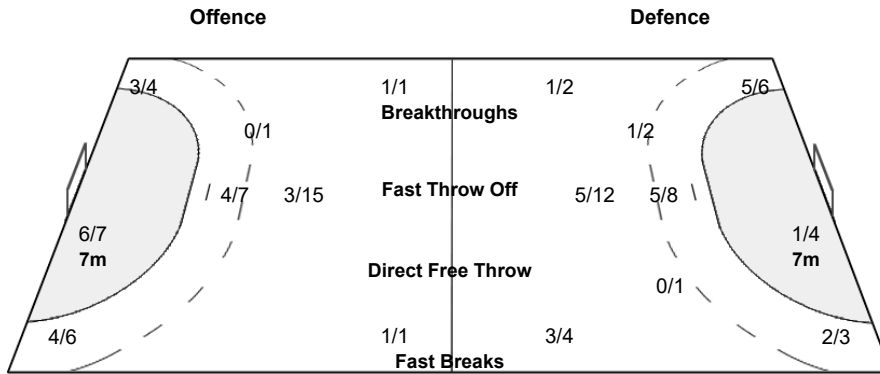 Offence Defence
3/4 1/1 1/2 5/6
Breakthroughs
0/1 1/2
4/7 3/15 Fast Throw Off 5/12 5/8
6/7 1/4
7m 7m
Direct Free Throw
0/1
4/6 1/1 3/4 2/3
Fast Breaks